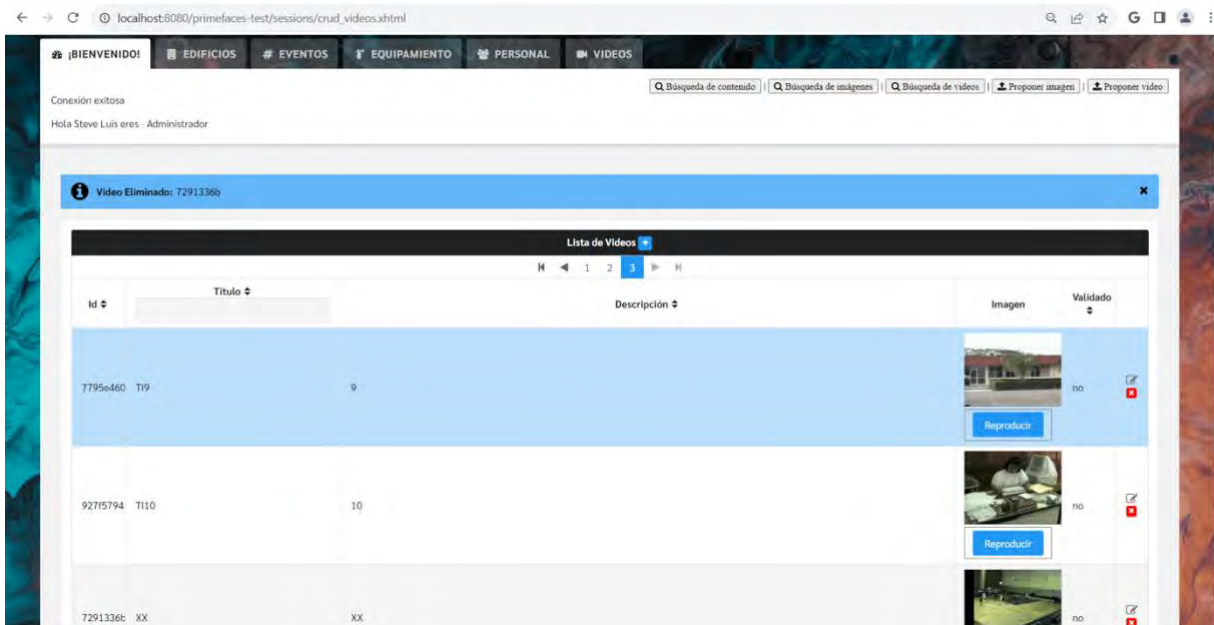 localhost:8080/primefaces-test/sessions/crud_videos.xhtml
¡BIENVENIDO! EDIFICIOS # EVENTOS EQUIPAMIENTO PERSONAL VIDEOS
Búsqueda de contenido | Búsqueda de imágenes | Búsqueda de videos | Proponer imagen | Proponer video
Conexión exitosa
Hola Steve Luis eres - Administrador
Video Eliminado: 7291336b
Lista de Videos +
1 2 3
Id Título Descripción Imagen Validado
7795e460 TI9 9 no
Reproducir
927f5794 TI10 10 no
Reproducir
7291336b XX XX no